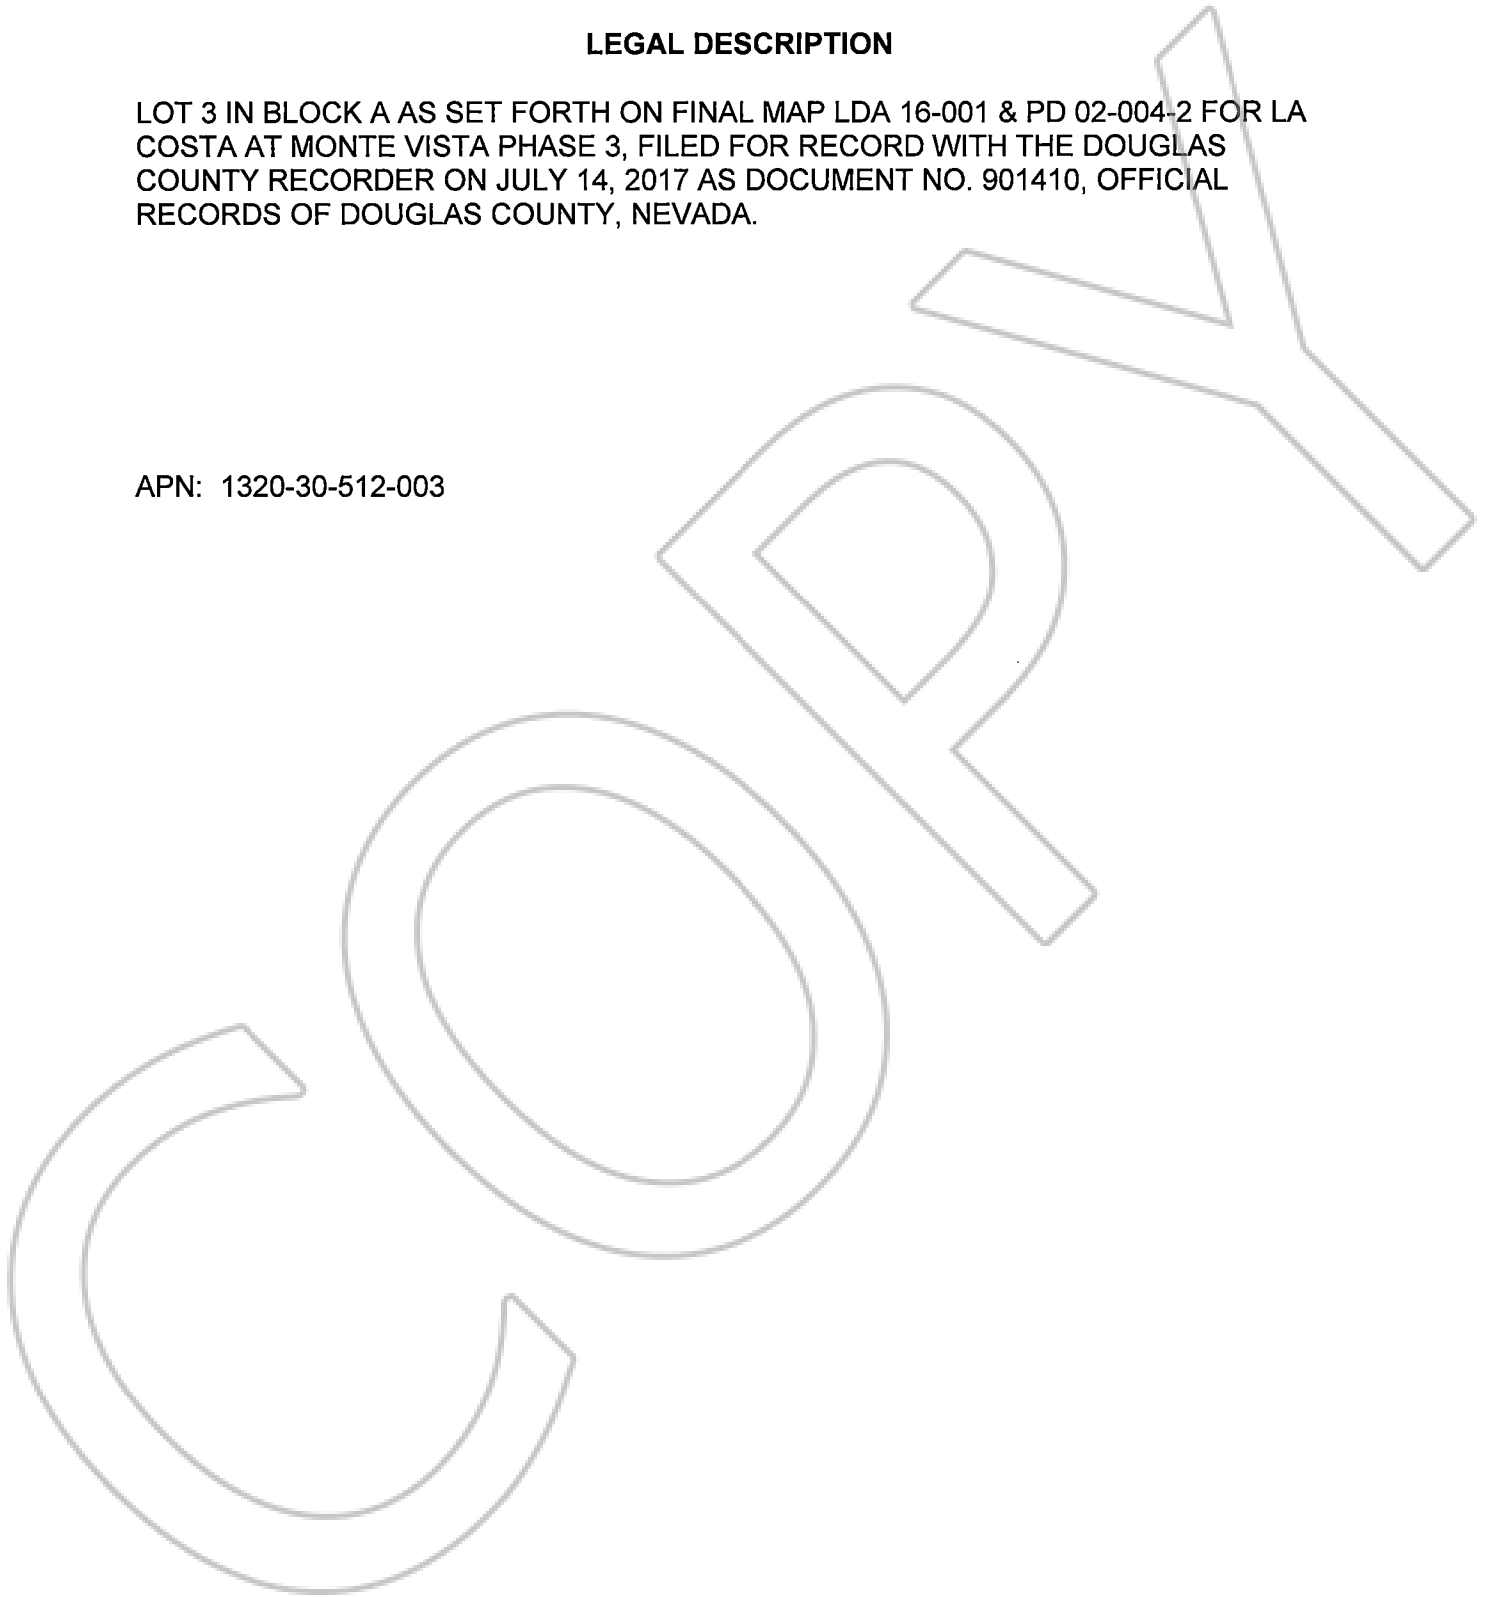 LEGAL DESCRIPTION
LOT 3 IN BLOCK A AS SET FORTH ON FINAL MAP LDA 16-001 & PD 02-004-2 FOR LA
COSTA AT MONTE VISTA PHASE 3, FILED FOR RECORD WITH THE DOUGLAS
COUNTY RECORDER ON JULY 14, 2017 AS DOCUMENT NO. 901410, OFFICIAL
RECORDS OF DOUGLAS COUNTY, NEVADA.
APN: 1320-30-512-003
COPY